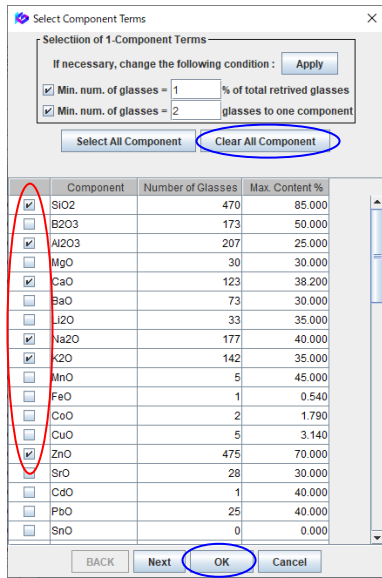 Select Component Terms
Selectiion of 1-Component Terms
If necessary, change the following condition : Apply
Min. num. of glasses = 1 % of total retrived glasses
Min. num. of glasses = 2 glasses to one component
Select All Component Clear All Component
Component Number of Glasses Max. Content %
SiO2 470 85.000
B2O3 173 50.000
Al2O3 207 25.000
MgO 30 30.000
CaO 123 38.200
BaO 73 30.000
Li2O 33 35.000
Na2O 177 40.000
K2O 142 35.000
MnO 5 45.000
FeO 1 0.540
CoO 2 1.790
CuO 5 3.140
ZnO 475 70.000
SrO 28 30.000
CdO 1 40.000
PbO 25 40.000
SnO 0 0.000
BACK Next OK Cancel